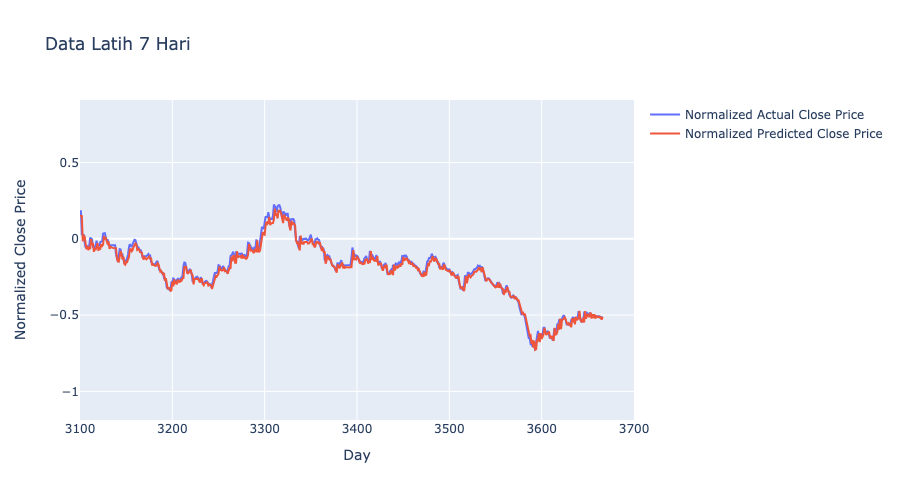 Data Latih 7 Hari
Normalized Actual Close Price
Normalized Predicted Close Price
Normalized Close Price
0.5
0
−0.5
−1
3100 3200 3300 3400 3500 3600 3700
Day